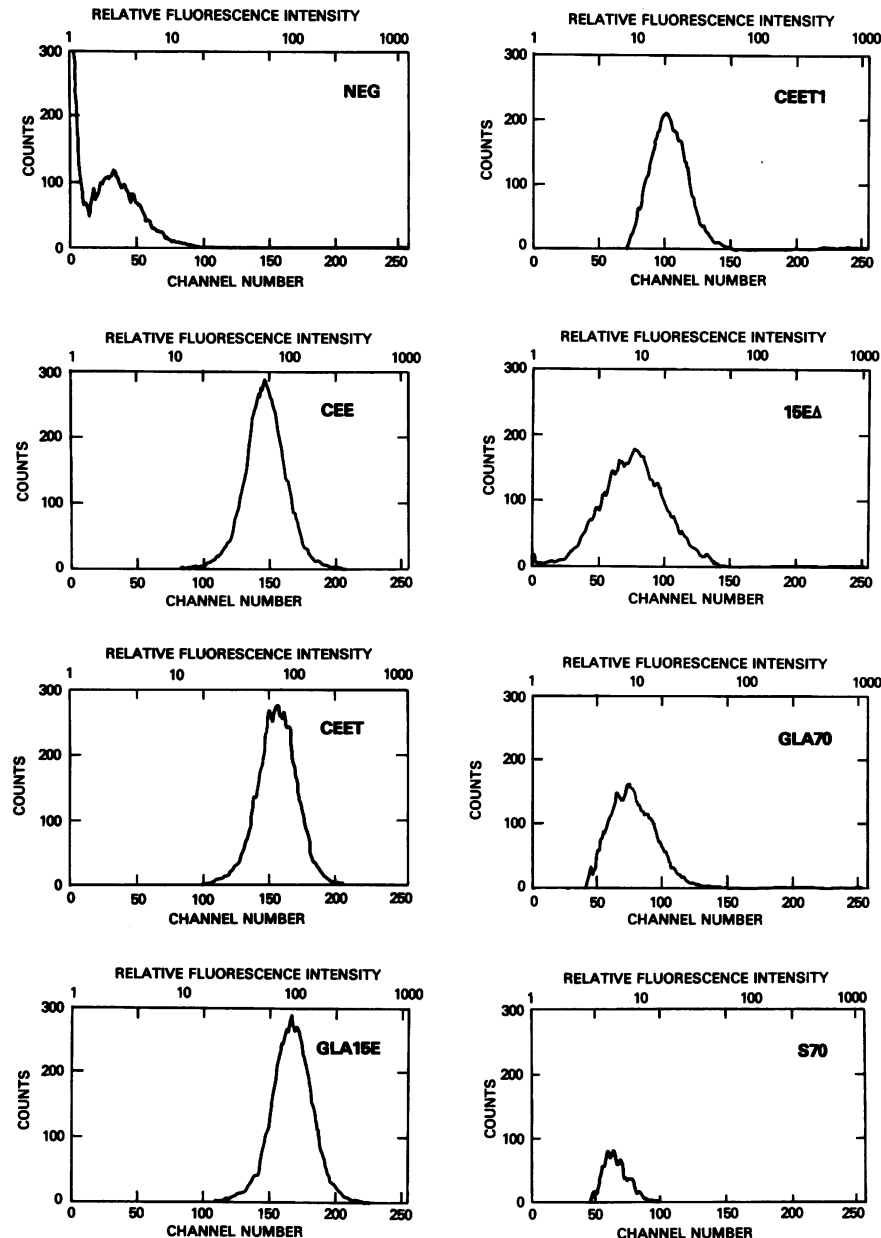 RELATIVE FLUORESCENCE INTENSITY
1 10 100 1000
300
200
100
0
COUNTS
NEG
0 50 100 150 200 250
CHANNEL NUMBER
RELATIVE FLUORESCENCE INTENSITY
1 10 100 1000
300
200
100
0
COUNTS
CEET1
0 50 100 150 200 250
CHANNEL NUMBER
RELATIVE FLUORESCENCE INTENSITY
1 10 100 1000
300
200
100
0
COUNTS
CEE
0 50 100 150 200 250
CHANNEL NUMBER
RELATIVE FLUORESCENCE INTENSITY
1 10 100 1000
300
200
100
0
COUNTS
15EΔ
0 50 100 150 200 250
CHANNEL NUMBER
RELATIVE FLUORESCENCE INTENSITY
1 10 100 1000
300
200
100
0
COUNTS
CEET
0 50 100 150 200 250
CHANNEL NUMBER
RELATIVE FLUORESCENCE INTENSITY
1 10 100 1000
300
200
100
0
COUNTS
GLA70
0 50 100 150 200 250
CHANNEL NUMBER
RELATIVE FLUORESCENCE INTENSITY
1 10 100 1000
300
200
100
0
COUNTS
GLA15E
0 50 100 150 200 250
CHANNEL NUMBER
RELATIVE FLUORESCENCE INTENSITY
1 10 100 1000
300
200
100
0
COUNTS
S70
0 50 100 150 200 250
CHANNEL NUMBER